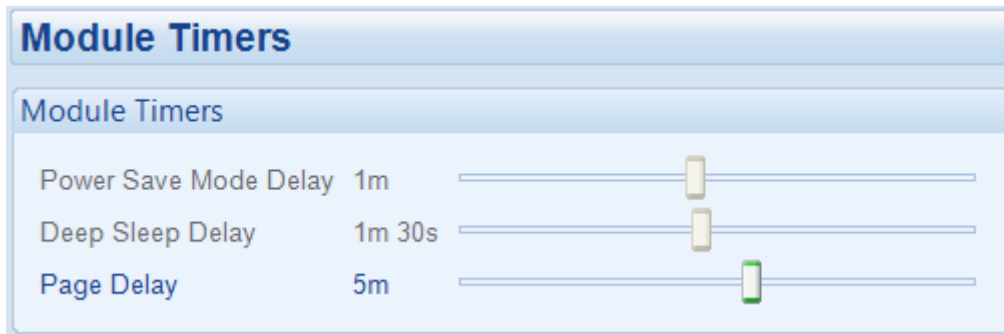 Module Timers
Module Timers
Power Save Mode Delay 1m
Deep Sleep Delay 1m 30s
Page Delay 5m